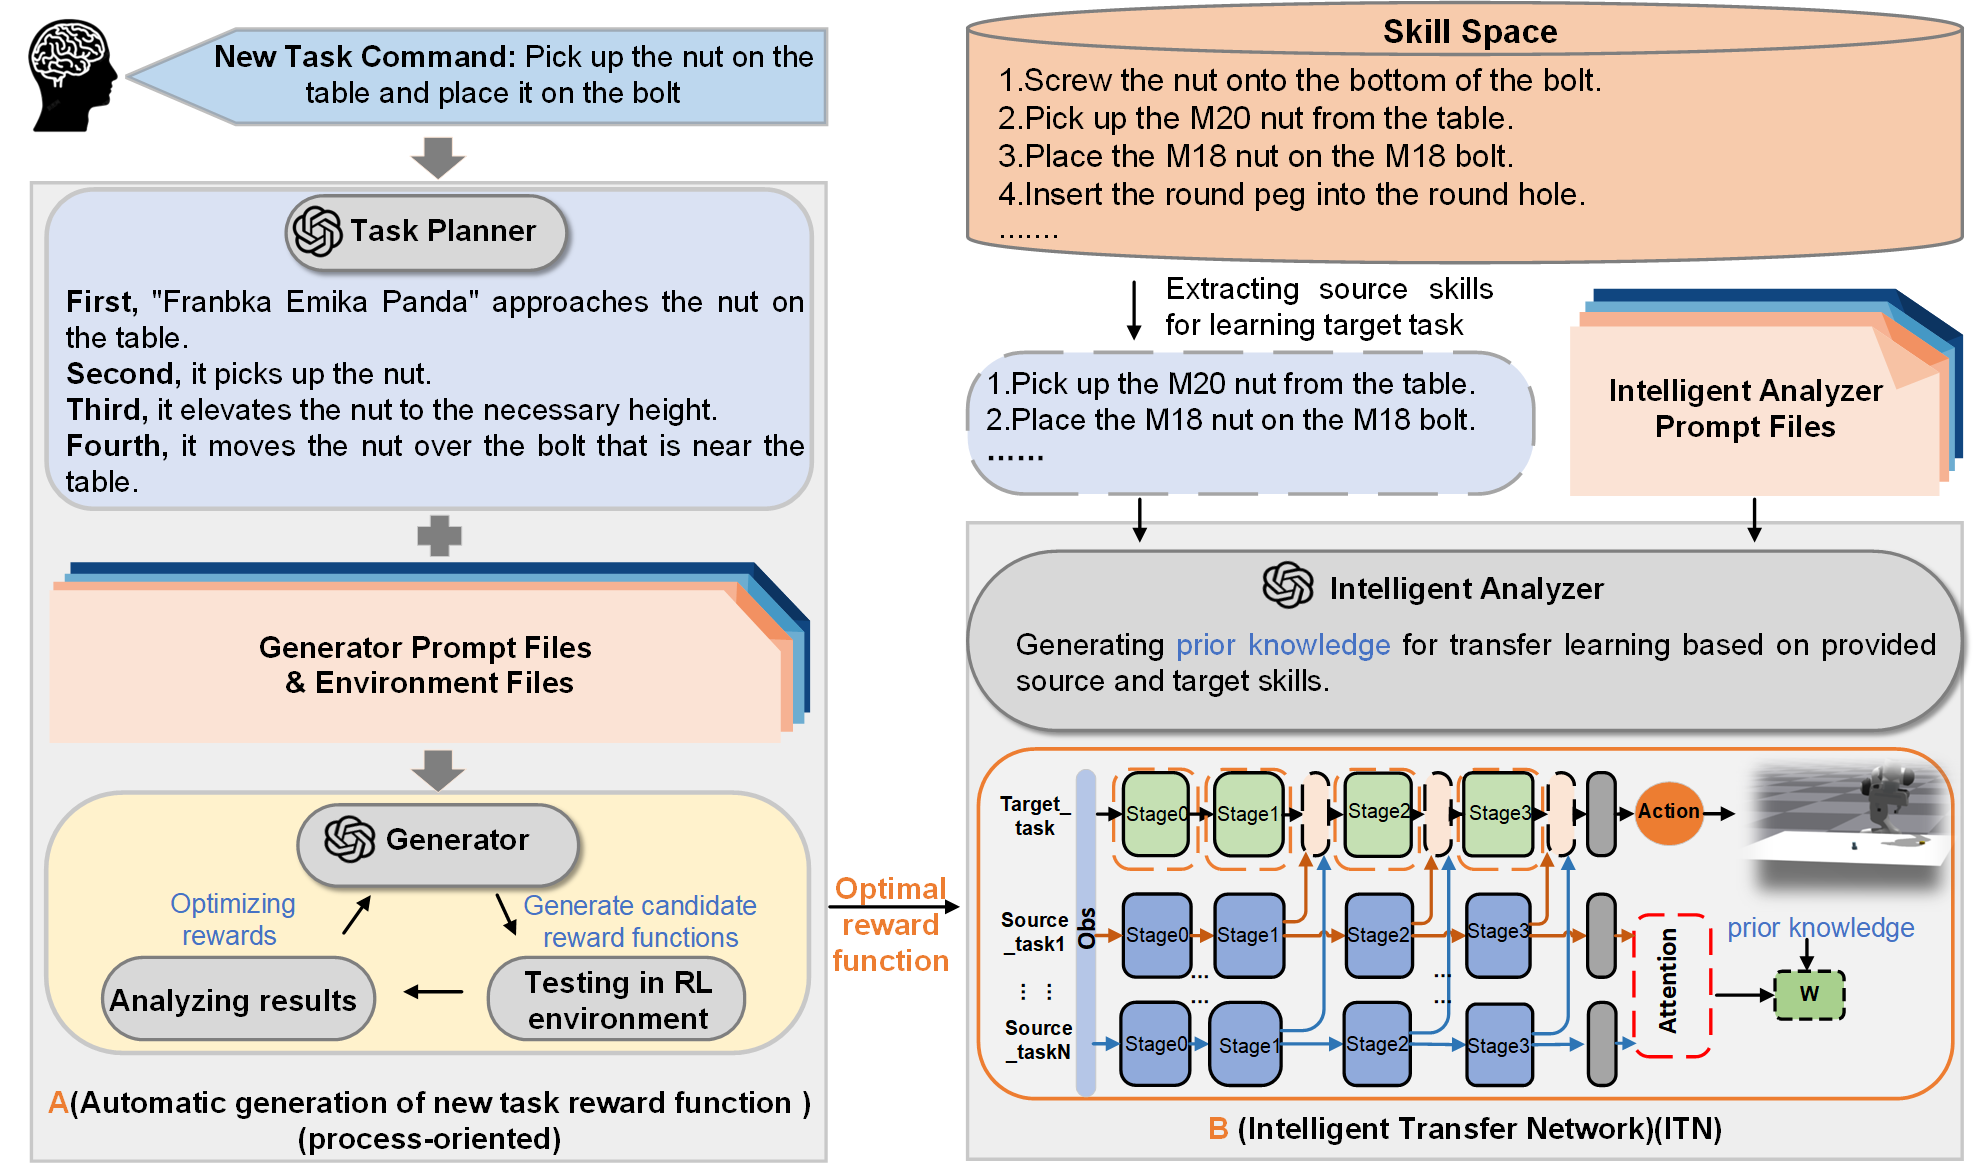 New Task Command: Pick up the nut on the
table and place it on the bolt
Task Planner
First, "Franbka Emika Panda" approaches the nut on
the table.
Second, it picks up the nut.
Third, it elevates the nut to the necessary height.
Fourth, it moves the nut over the bolt that is near the
table.
Generator Prompt Files
& Environment Files
Generator
Optimizing
rewards
Generate candidate
reward functions
Analyzing results
Testing in RL
environment
A(Automatic generation of new task reward function )
(process-oriented)
Optimal
reward
function
Skill Space
1.Screw the nut onto the bottom of the bolt.
2.Pick up the M20 nut from the table.
3.Place the M18 nut on the M18 bolt.
4.Insert the round peg into the round hole.
.......
Extracting source skills
for learning target task
1.Pick up the M20 nut from the table.
2.Place the M18 nut on the M18 bolt.
......
Intelligent Analyzer
Prompt Files
Intelligent Analyzer
Generating prior knowledge for transfer learning based on provided
source and target skills.
Target_
task
Stage0
Stage1
Stage2
Stage3
Action
Obs
Source
_task1
Stage0
Stage1
Stage2
Stage3
...
...
...
...
Source
_taskN
Stage0
Stage1
Stage2
Stage3
Attention
prior knowledge
W
B (Intelligent Transfer Network)(ITN)